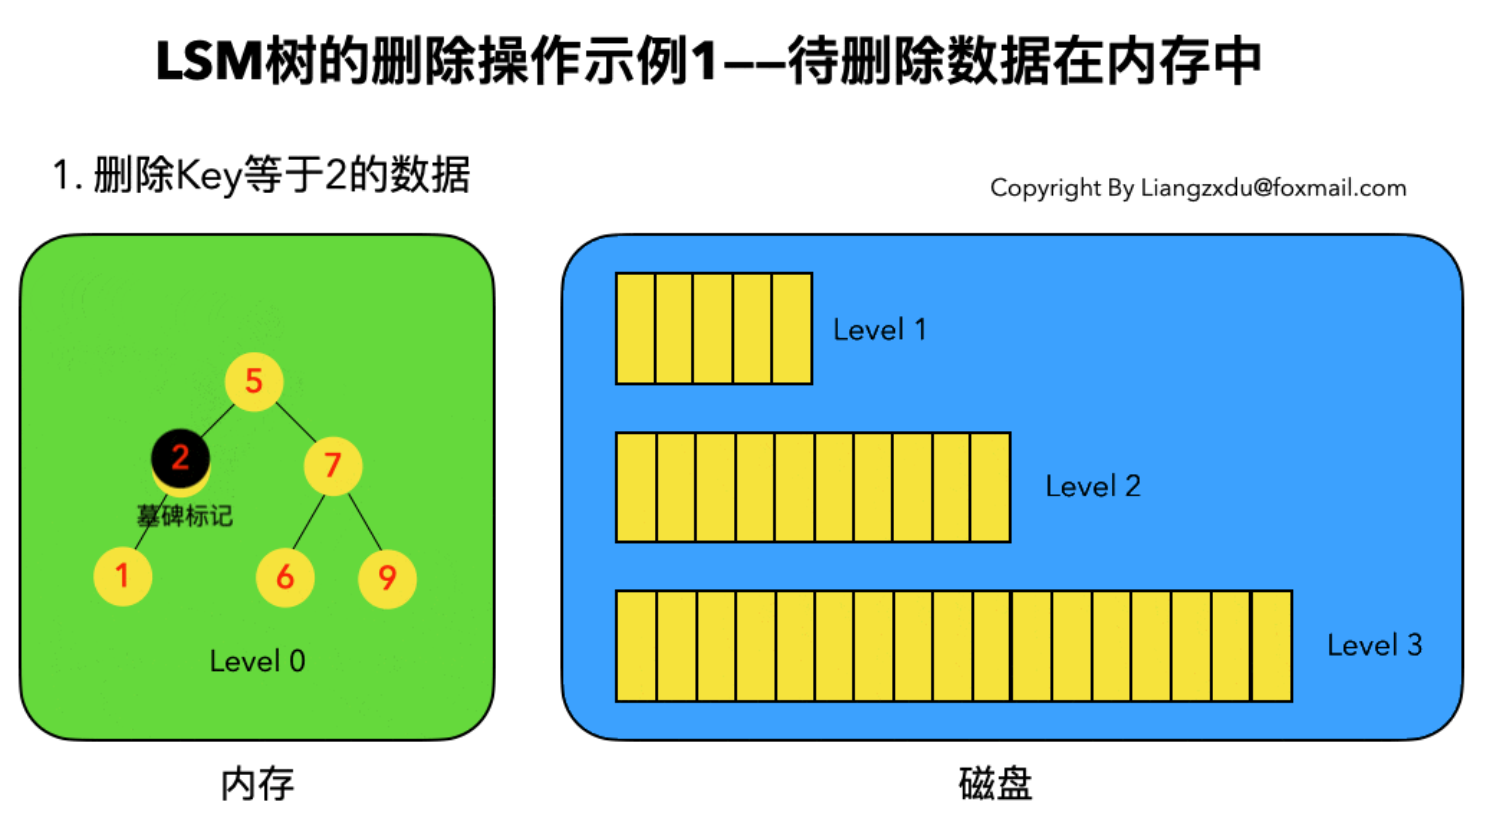 LSM树的删除操作示例1——待删除数据在内存中
1. 删除Key等于2的数据
Copyright By Liangzxdu@foxmail.com
5
2
7
墓碑标记
1
6
9
Level 0
Level 1
Level 2
Level 3
内存
磁盘